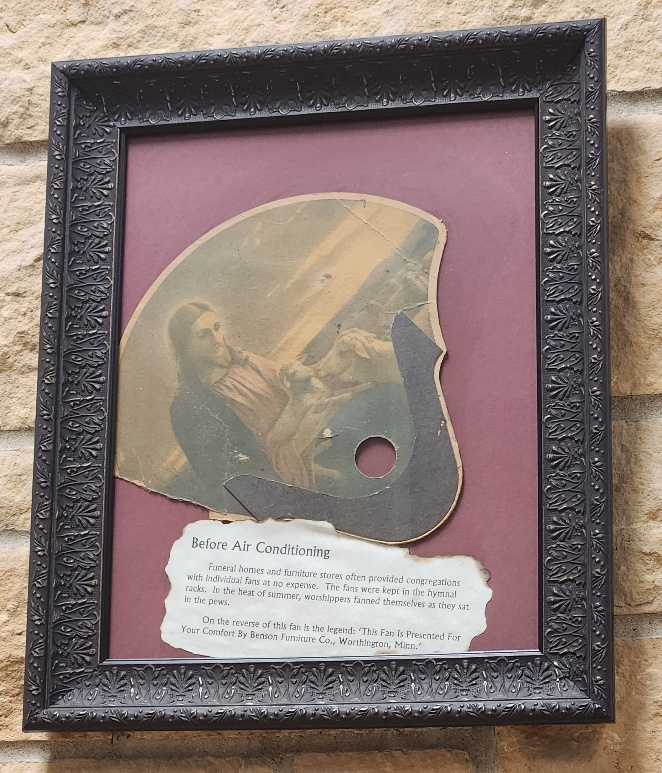 Before Air Conditioning
Funeral homes and furniture stores often provided congregations
with individual fans at no expense. The fans were kept in the hymnal
racks. In the heat of summer, worshippers fanned themselves as they sat
in the pews.
On the reverse of this fan is the legend: 'This Fan Is Presented For
Your Comfort By Benson Furniture Co., Worthington, Minn.'